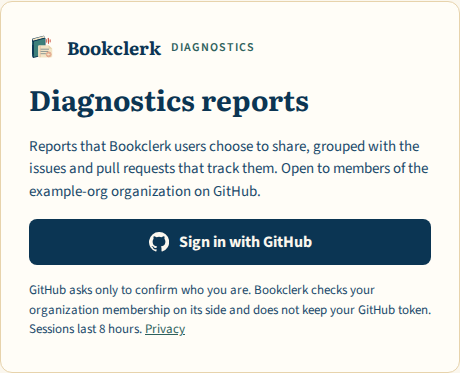 Bookclerk DIAGNOSTICS
Diagnostics reports
Reports that Bookclerk users choose to share, grouped with the
issues and pull requests that track them. Open to members of the
example-org organization on GitHub.
Sign in with GitHub
GitHub asks only to confirm who you are. Bookclerk checks your
organization membership on its side and does not keep your GitHub token.
Sessions last 8 hours. Privacy